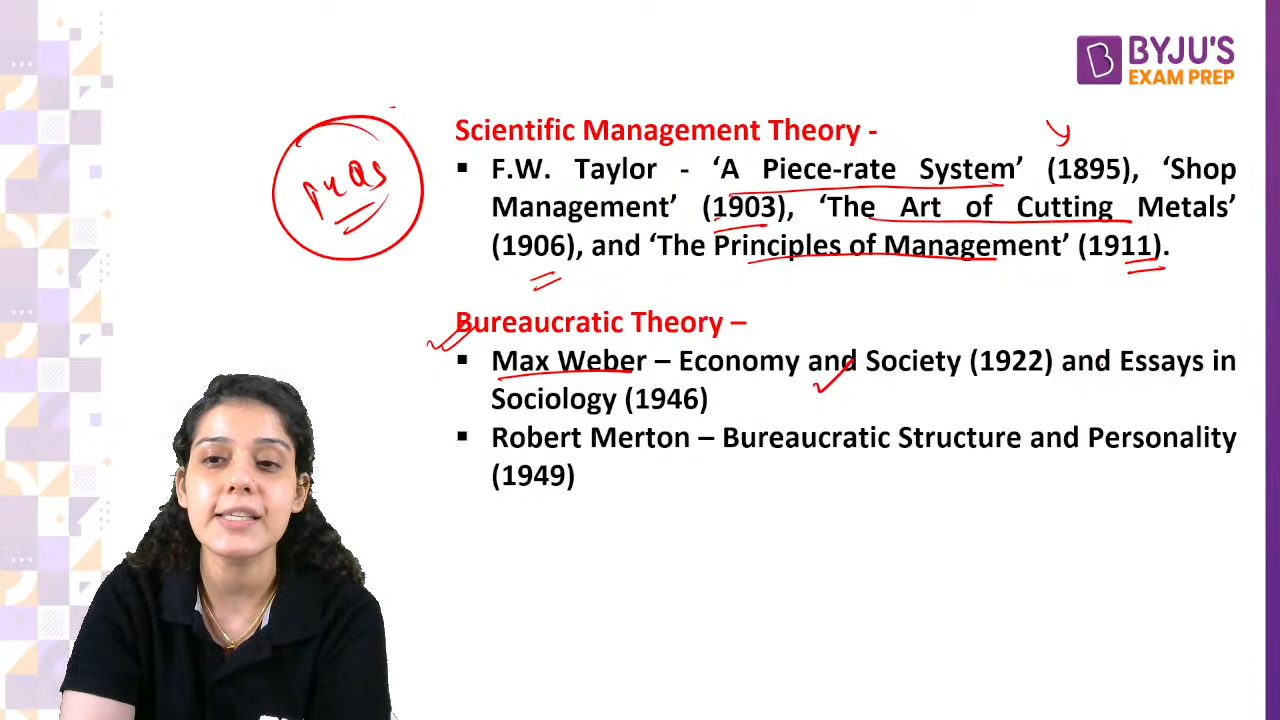 BYJU'S
EXAM PREP
PYQs
Scientific Management Theory -
▪ F.W. Taylor - ‘A Piece-rate System’ (1895), ‘Shop
Management’ (1903), ‘The Art of Cutting Metals’
(1906), and ‘The Principles of Management’ (1911).
Bureaucratic Theory –
▪ Max Weber – Economy and Society (1922) and Essays in
Sociology (1946)
▪ Robert Merton – Bureaucratic Structure and Personality
(1949)